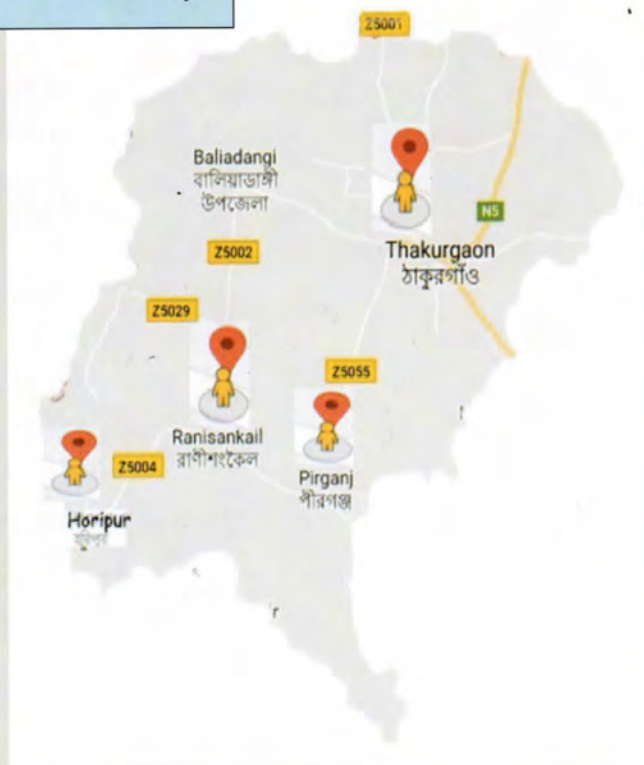 Z5001
Baliadangi
বালিয়াডাঙ্গী
উপজেলা
N5
Thakurgaon
ঠাকুরগাঁও
Z5002
Z5029
Z5055
Ranisankail
রাণীশংকৈল
Z5004
Pirganj
পীরগঞ্জ
Horipur